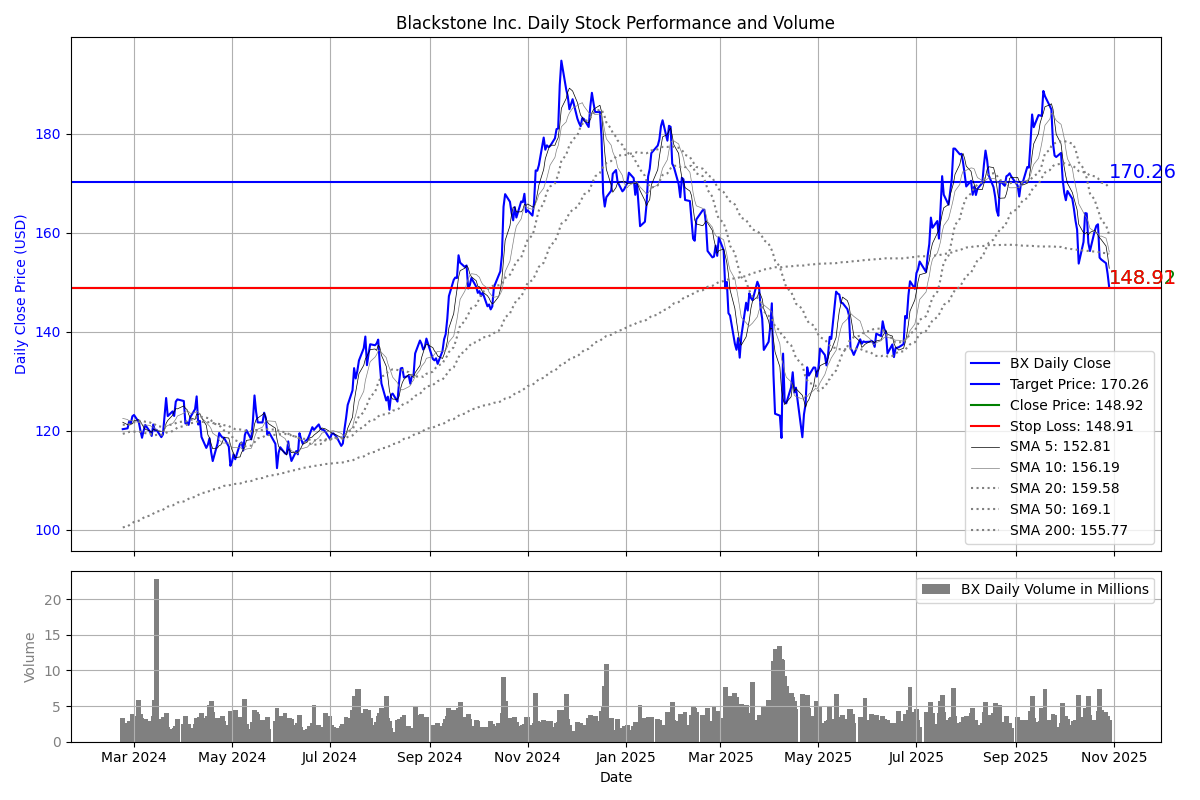 Blackstone Inc. Daily Stock Performance and Volume
Daily Close Price (USD)
180
160
140
120
100
170.26
148.91
BX Daily Close
Target Price: 170.26
Close Price: 148.92
Stop Loss: 148.91
SMA 5: 152.81
SMA 10: 156.19
SMA 20: 159.58
SMA 50: 169.1
SMA 200: 155.77
Volume
20
15
10
5
0
BX Daily Volume in Millions
Mar 2024 May 2024 Jul 2024 Sep 2024 Nov 2024 Jan 2025 Mar 2025 May 2025 Jul 2025 Sep 2025 Nov 2025
Date